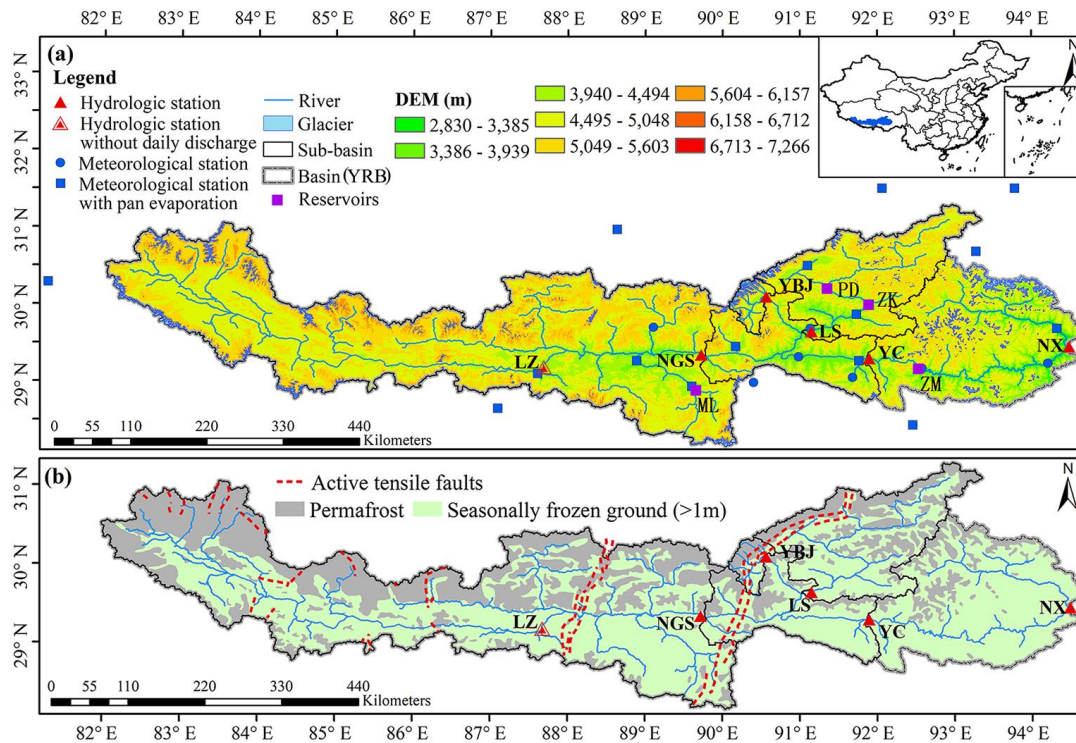 82°E 83°E 84°E 85°E 86°E 87°E 88°E 89°E 90°E 91°E 92°E 93°E 94°E
(a)
N
Legend
Hydrologic station
Hydrologic station
without daily discharge
Meteorological station
Meteorological station
with pan evaporation
River
Glacier
Sub-basin
Basin (YRB)
Reservoirs
DEM (m)
2,830 - 3,385
3,386 - 3,939
3,940 - 4,494
4,495 - 5,048
5,049 - 5,603
5,604 - 6,157
6,158 - 6,712
6,713 - 7,266
33°N
32°N
31°N
30°N
29°N
YBJ
PD
ZK
LS
NX
LZ
NGS
YC
ZM
ML
0 55 110 220 330 440
Kilometers
(b)
N
Active tensile faults
Permafrost
Seasonally frozen ground (>1m)
31°N
30°N
29°N
YBJ
LS
NX
LZ
NGS
YC
0 55 110 220 330 440
Kilometers
82°E 83°E 84°E 85°E 86°E 87°E 88°E 89°E 90°E 91°E 92°E 93°E 94°E